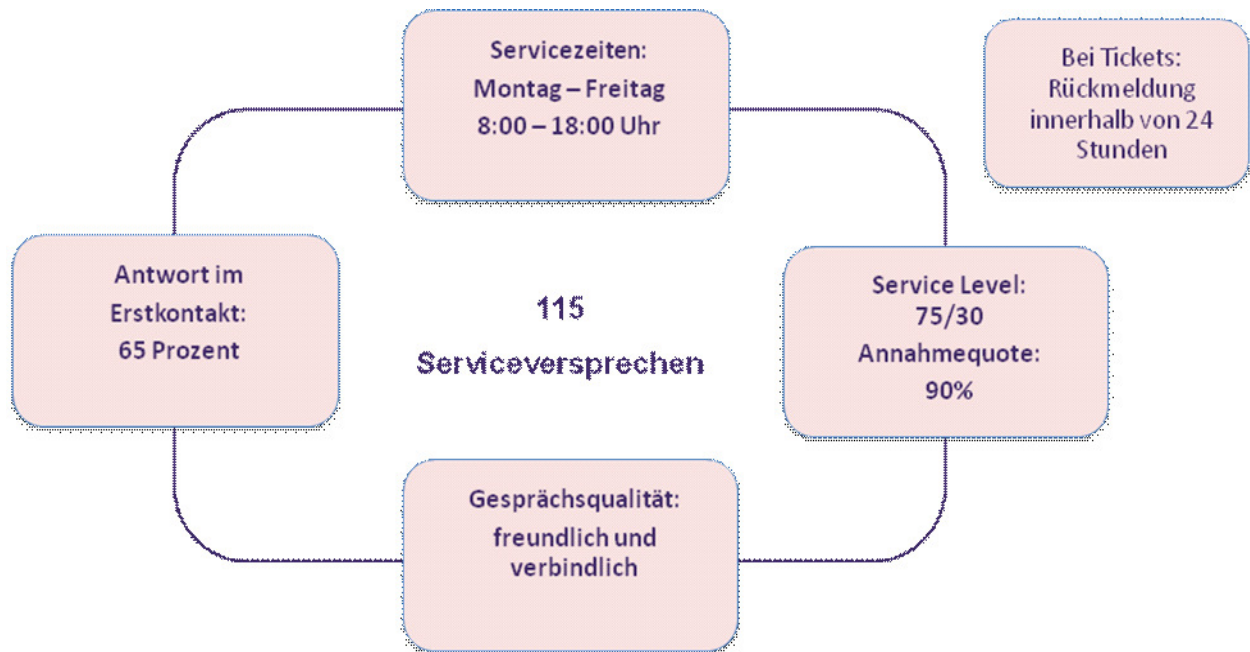 Servicezeiten:
Montag – Freitag
8:00 – 18:00 Uhr
Bei Tickets:
Rückmeldung
innerhalb von 24
Stunden
Antwort im
Erstkontakt:
65 Prozent
115
Serviceversprechen
Service Level:
75/30
Annahmequote:
90%
Gesprächsqualität:
freundlich und
verbindlich